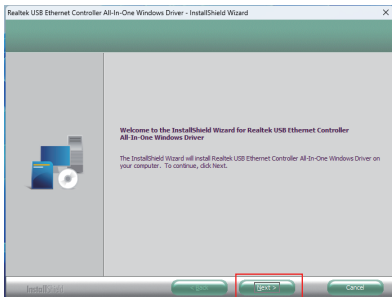 Realtek USB Ethernet Controller All-In-One Windows Driver - InstallShield Wizard
Welcome to the InstallShield Wizard for Realtek USB Ethernet Controller
All-In-One Windows Driver
The InstallShield Wizard will install Realtek USB Ethernet Controller All-In-One Windows Driver on
your computer. To continue, click Next.
InstallShield
< Back
Next >
Cancel